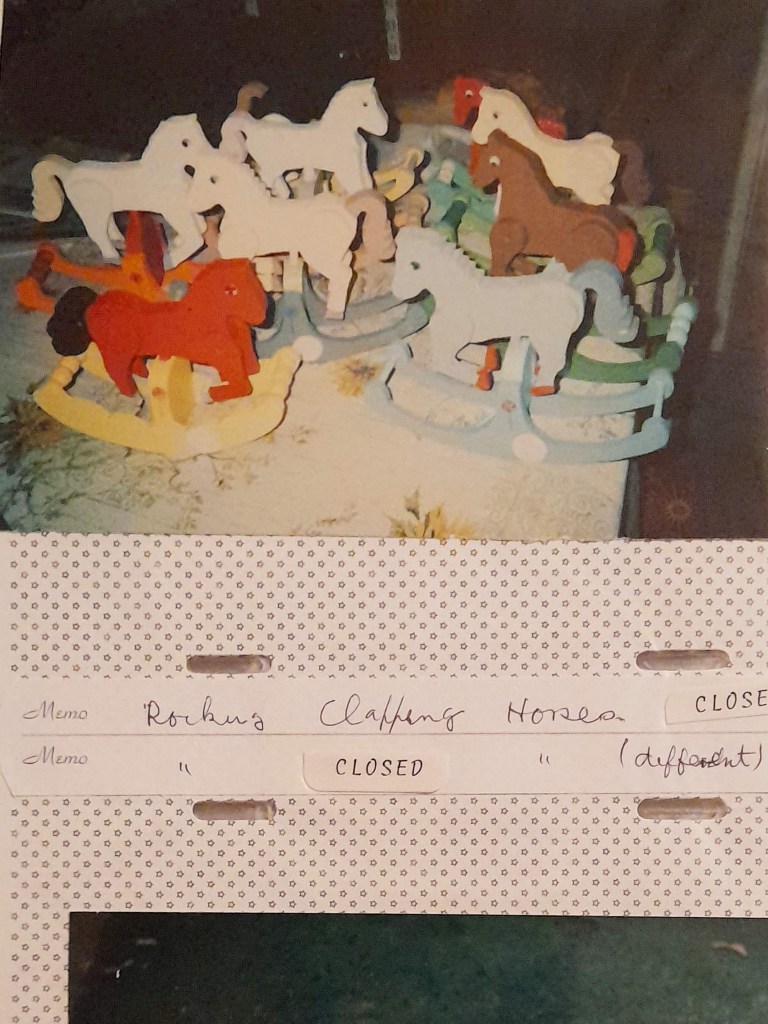 Memo Rocking Clapping Horses. CLOSE
Memo " CLOSED " (different)